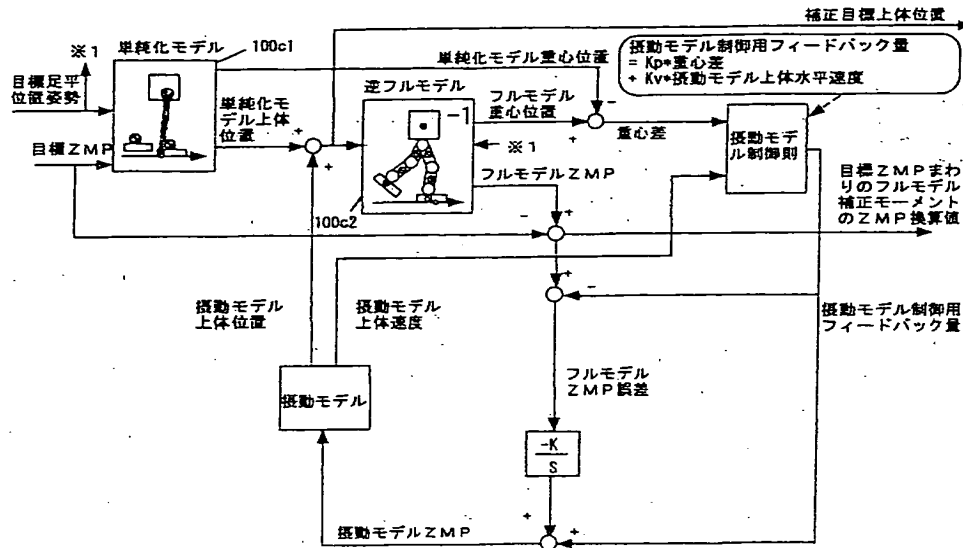 補正目標上体位置
※1
単純化モデル
100c1
目標足平
位置姿勢
目標ZMP
単純化モデル重心位置
摂動モデル制御用フィードバック量
= Kp*重心差
+ Kv*摂動モデル上体水平速度
単純化モ
デル上体
位置
逆フルモデル
-1
フルモデル
重心位置
※1
重心差
摂動モデ
ル制御則
フルモデルZMP
100c2
目標ZMPまわ
りのフルモデル
補正モーメント
のZMP換算値
摂動モデル
上体位置
摂動モデル
上体速度
摂動モデル制御用
フィードバック量
摂動モデル
フルモデル
ZMP誤差
-K
S
摂動モデルZMP